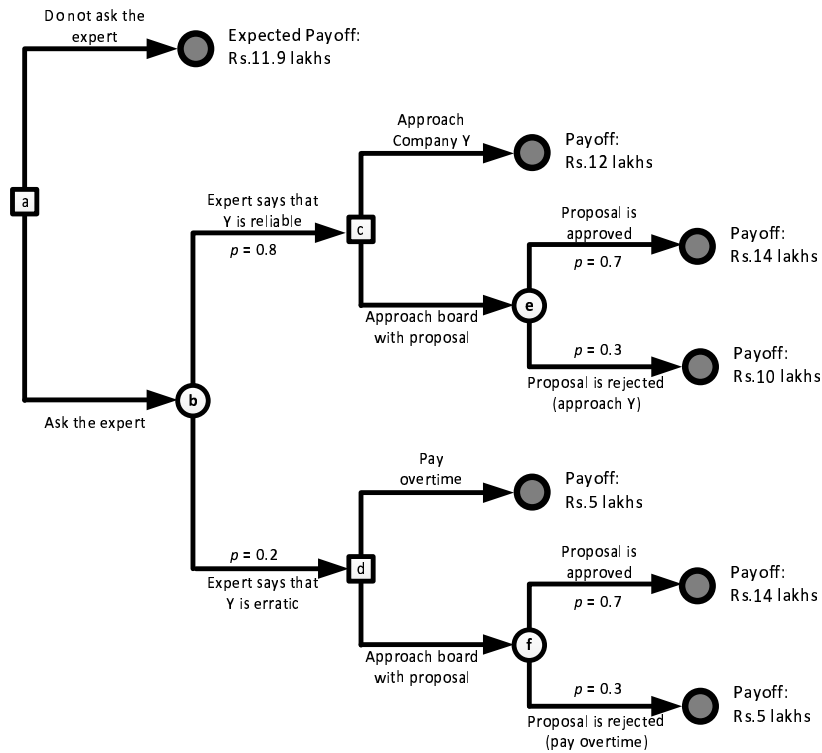 Do not ask the
expert
Expected Payoff:
Rs.11.9 lakhs
a
Ask the expert
b
Expert says that
Y is reliable
p = 0.8
c
Approach
Company Y
Payoff:
Rs.12 lakhs
Approach board
with proposal
e
Proposal is
approved
p = 0.7
Payoff:
Rs.14 lakhs
p = 0.3
Proposal is rejected
(approach Y)
Payoff:
Rs.10 lakhs
p = 0.2
Expert says that
Y is erratic
d
Pay
overtime
Payoff:
Rs.5 lakhs
Approach board
with proposal
f
Proposal is
approved
p = 0.7
Payoff:
Rs.14 lakhs
p = 0.3
Proposal is rejected
(pay overtime)
Payoff:
Rs.5 lakhs